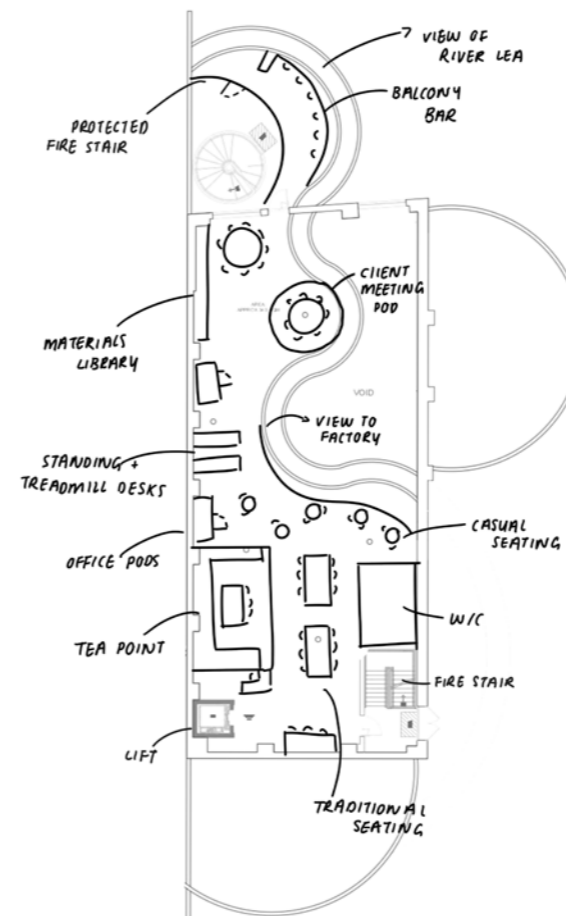 VIEW OF
RIVER LEA
BALCONY
BAR
PROTECTED
FIRE STAIR
CLIENT
MEETING
POD
MATERIALS
LIBRARY
VOID
VIEW TO
FACTORY
STANDING +
TREADMILL DESKS
CASUAL
SEATING
OFFICE PODS
W/C
TEA POINT
FIRE STAIR
LIFT
TRADITIONAL
SEATING